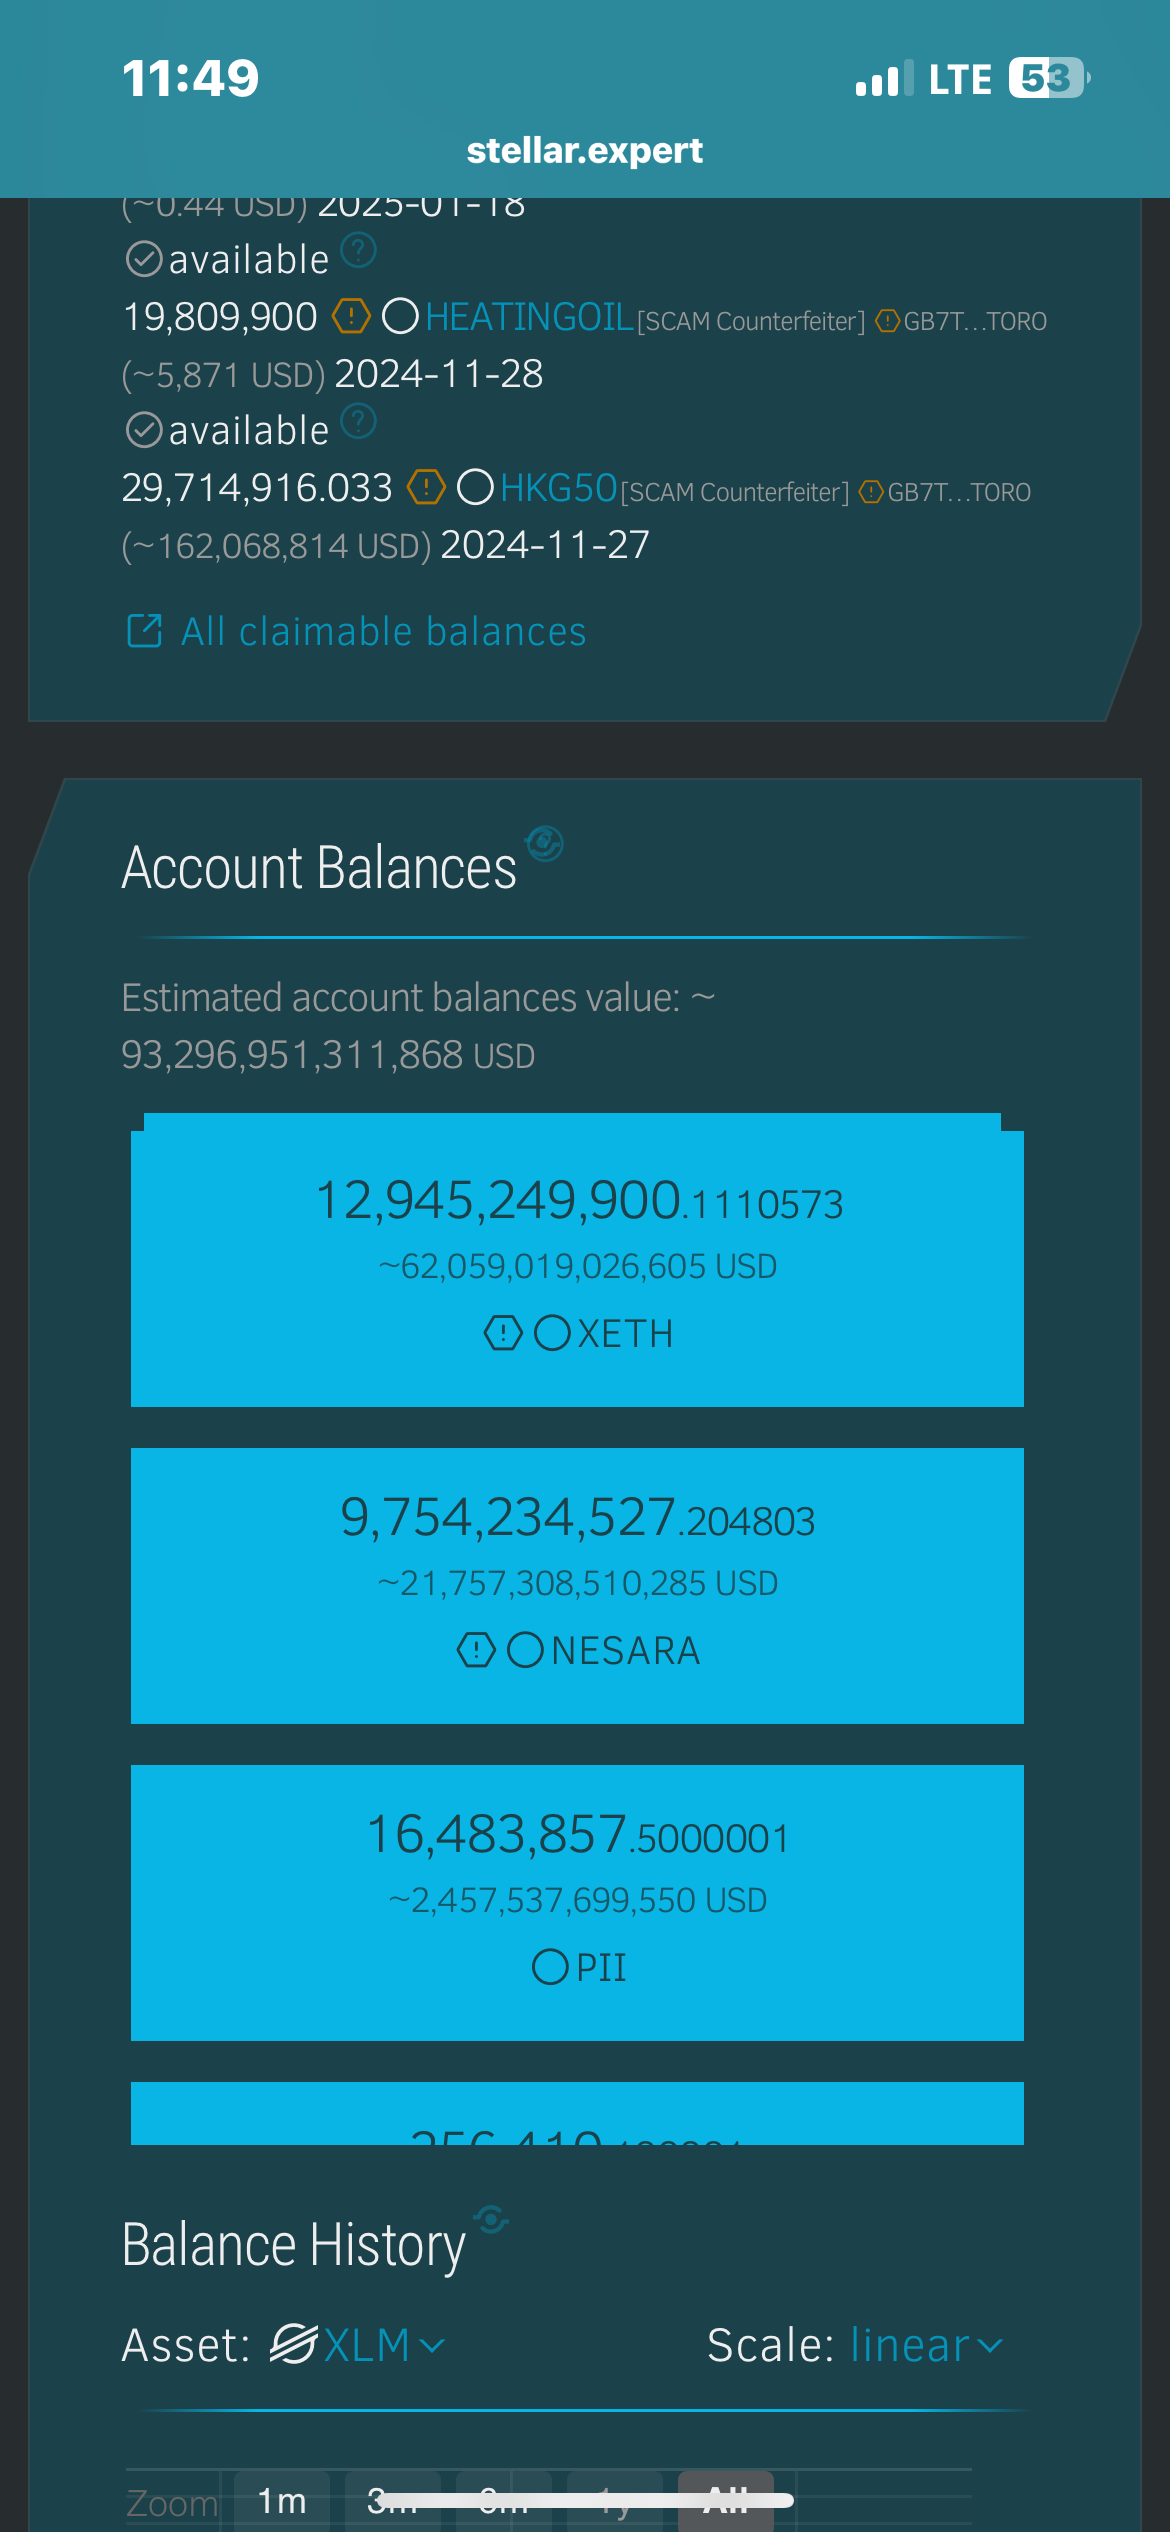 11:49
LTE 53
stellar.expert
(~0.44 USD) 2025-01-18
available
19,809,900 HEATINGOIL[SCAM Counterfeiter] GB7T...TORO
(~5,871 USD) 2024-11-28
available
29,714,916.033 HKG50[SCAM Counterfeiter] GB7T...TORO
(~162,068,814 USD) 2024-11-27
All claimable balances
Account Balances
Estimated account balances value: ~
93,296,951,311,868 USD
12,945,249,900.1110573
~62,059,019,026,605 USD
XETH
9,754,234,527.204803
~21,757,308,510,285 USD
NESARA
16,483,857.5000001
~2,457,537,699,550 USD
PII
Balance History
Asset: XLM
Scale: linear
Zoom 1m 3m 1y All